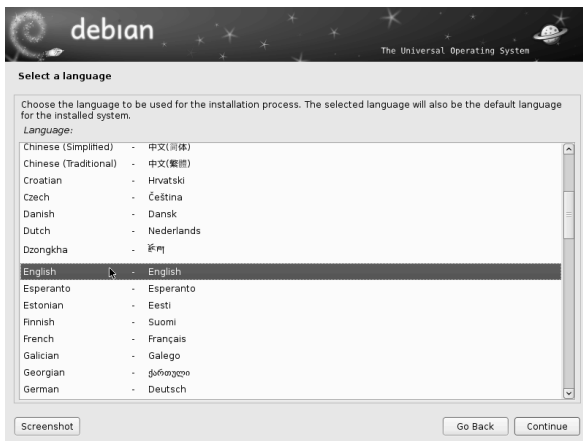 debian
The Universal Operating System
Select a language
Choose the language to be used for the installation process. The selected language will also be the default language
for the installed system.
Language:
Chinese (Simplified) - 中文(简体)
Chinese (Traditional) - 中文(繁體)
Croatian - Hrvatski
Czech - Čeština
Danish - Dansk
Dutch - Nederlands
Dzongkha - རྫོང་ཁ།
English - English
Esperanto - Esperanto
Estonian - Eesti
Finnish - Suomi
French - Français
Galician - Galego
Georgian - ქართული
German - Deutsch
Screenshot
Go Back
Continue